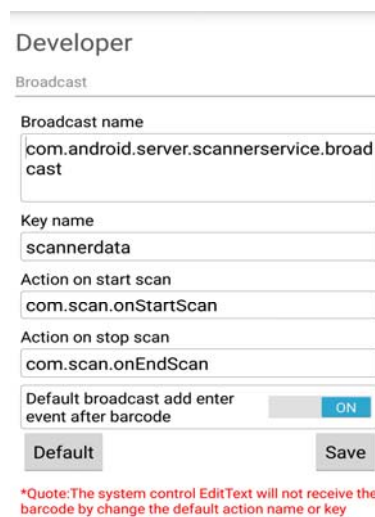 Developer
Broadcast
Broadcast name
com.android.server.scannerservice.broad
cast
Key name
scannerdata
Action on start scan
com.scan.onStartScan
Action on stop scan
com.scan.onEndScan
Default broadcast add enter
event after barcode
ON
Default
Save
*Quote:The system control EditText will not receive the
barcode by change the default action name or key